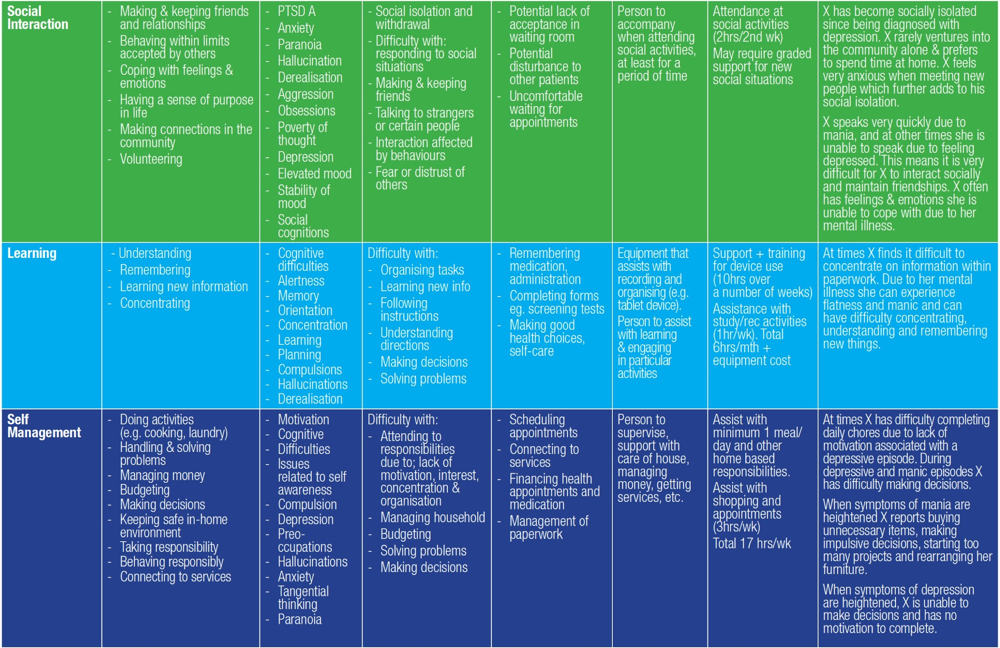 Social
Interaction
- Making & keeping friends
and relationships
- Behaving within limits
accepted by others
- Coping with feelings &
emotions
- Having a sense of purpose
in life
- Making connections in the
community
- Volunteering
- PTSD A
- Anxiety
- Paranoia
- Hallucination
- Derealisation
- Aggression
- Obsessions
- Poverty of
thought
- Depression
- Elevated mood
- Stability of
mood
- Social
cognitions
- Social isolation and
withdrawal
- Difficulty with:
responding to social
situations
- Making & keeping
friends
- Talking to strangers
or certain people
- Interaction affected
by behaviours
- Fear or distrust of
others
- Potential lack of
acceptance in
waiting room
- Potential
disturbance to
other patients
- Uncomfortable
waiting for
appointments
Person to
accompany
when attending
social activities,
at least for a
period of time
Attendance at
social activities
(2hrs/2nd wk)
May require graded
support for new
social situations
X has become socially isolated
since being diagnosed with
depression. X rarely ventures into
the community alone & prefers
to spend time at home. X feels
very anxious when meeting new
people which further adds to his
social isolation.
X speaks very quickly due to
mania, and at other times she is
unable to speak due to feeling
depressed. This means it is very
difficult for X to interact socially
and maintain friendships. X often
has feelings & emotions she is
unable to cope with due to her
mental illness.
Learning
- Understanding
- Remembering
- Learning new information
- Concentrating
- Cognitive
difficulties
- Alertness
- Memory
- Orientation
- Concentration
- Learning
- Planning
- Compulsions
- Hallucinations
- Derealisation
Difficulty with:
- Organising tasks
- Learning new info
- Following
instructions
- Understanding
directions
- Making decisions
- Solving problems
- Remembering
medication,
administration
- Completing forms
eg. screening tests
- Making good
health choices,
self-care
Equipment that
assists with
recording and
organising (e.g.
tablet device).
Person to assist
with learning
& engaging
in particular
activities
Support + training
for device use
(10hrs over
a number of weeks)
Assistance with
study/rec activities
(1hr/wk). Total
6hrs/mth +
equipment cost
At times X finds it difficult to
concentrate on information within
paperwork. Due to her mental
illness she can experience
flatness and manic and can
have difficulty concentrating,
understanding and remembering
new things.
Self
Management
- Doing activities
(e.g. cooking, laundry)
- Handling & solving
problems
- Managing money
- Budgeting
- Making decisions
- Keeping safe in-home
environment
- Taking responsibility
- Behaving responsibly
- Connecting to services
- Motivation
- Cognitive
- Difficulties
- Issues
related to self
awareness
- Compulsion
- Depression
- Preo-
ccupations
- Hallucinations
- Anxiety
- Tangential
thinking
- Paranoia
Difficulty with:
- Attending to
responsibilities
due to; lack of
motivation, interest,
concentration &
organisation
- Managing household
- Budgeting
- Solving problems
- Making decisions
- Scheduling
appointments
- Connecting to
services
- Financing health
appointments and
medication
- Management of
paperwork
Person to
supervise,
support with
care of house,
managing
money, getting
services, etc.
Assist with
minimum 1 meal/
day and other
home based
responsibilities.
Assist with
shopping and
appointments
(3hrs/wk)
Total 17 hrs/wk
At times X has difficulty completing
daily chores due to lack of
motivation associated with a
depressive episode. During
depressive and manic episodes X
has difficulty making decisions.
When symptoms of mania are
heightened X reports buying
unnecessary items, making
impulsive decisions, starting too
many projects and rearranging her
furniture.
When symptoms of depression
are heightened, X is unable to
make decisions and has no
motivation to complete.